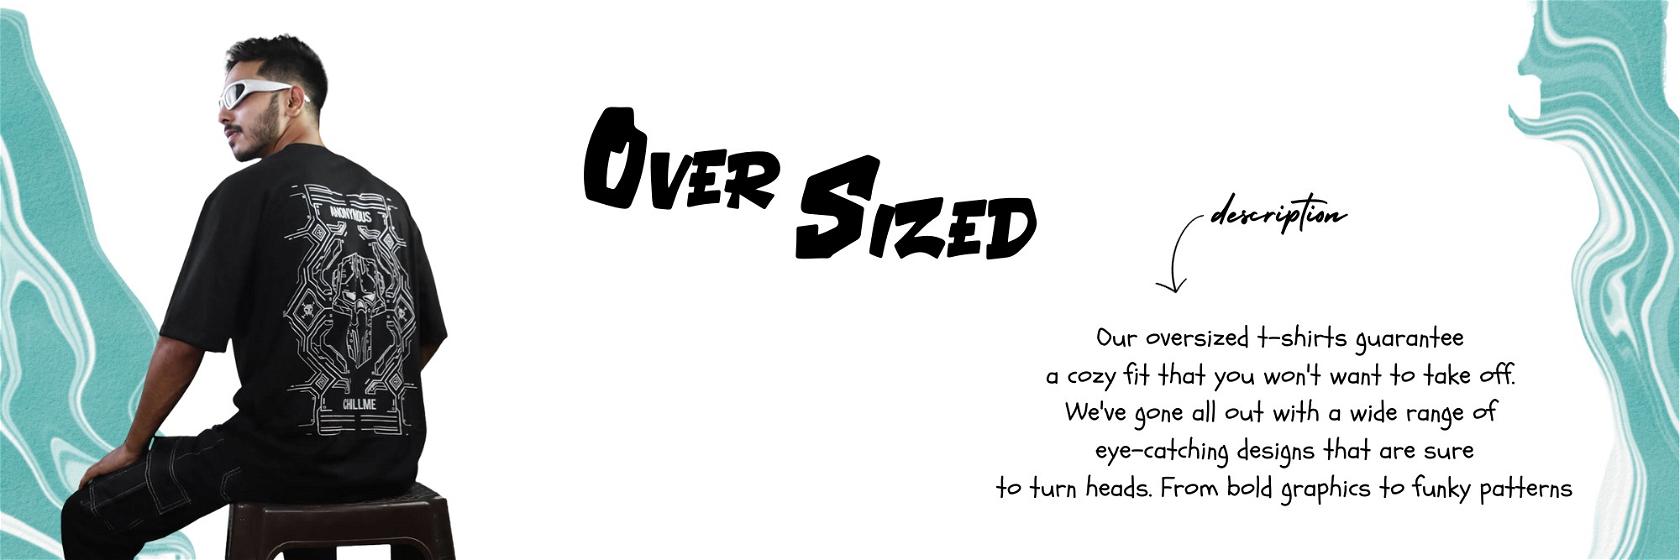 ANONYMOUS
CHILLME
OVER SIZED
description
Our oversized t-shirts guarantee
a cozy fit that you won't want to take off.
We've gone all out with a wide range of
eye-catching designs that are sure
to turn heads. From bold graphics to funky patterns